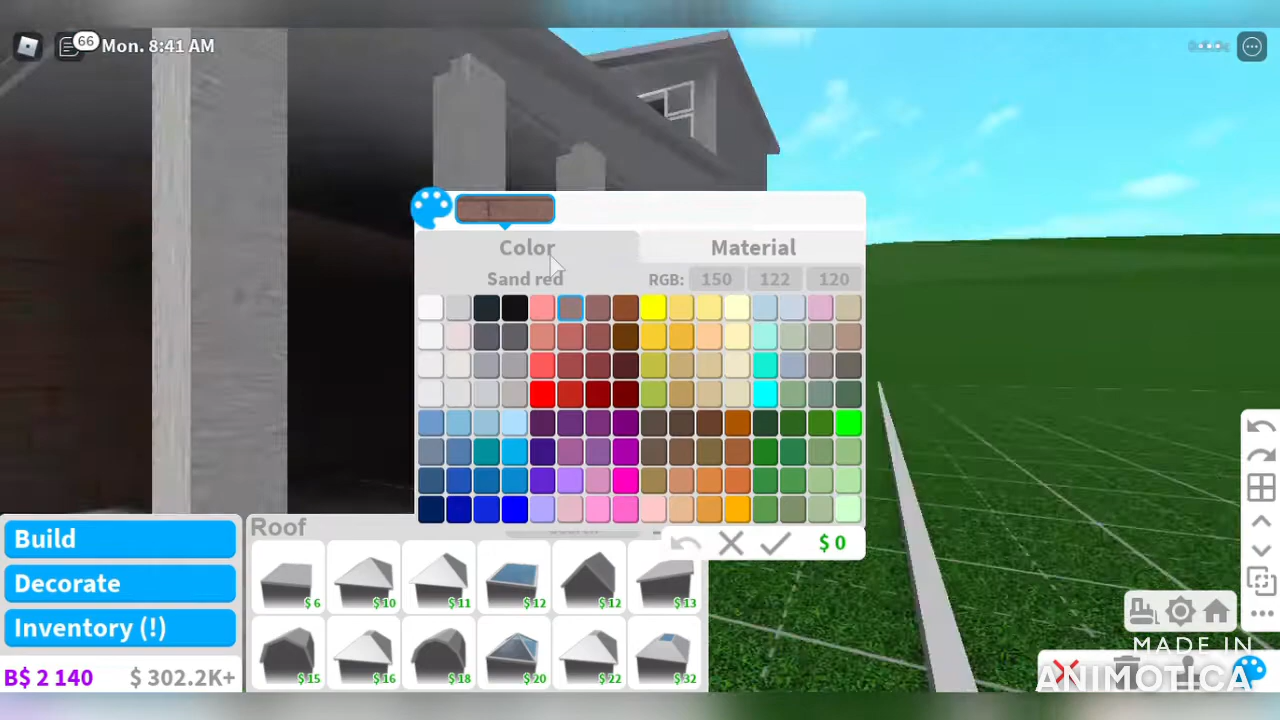 66 Mon. 8:41 AM
Color
Material
Sand red
RGB: 150 122 120
Build
Decorate
Inventory (!)
B$ 2 140 $ 302.2K+
Roof
$ 0
$ 6 $ 10 $ 11 $ 12 $ 12 $ 13
$ 15 $ 16 $ 18 $ 20 $ 22 $ 32
MADE IN
ANIMOTICA